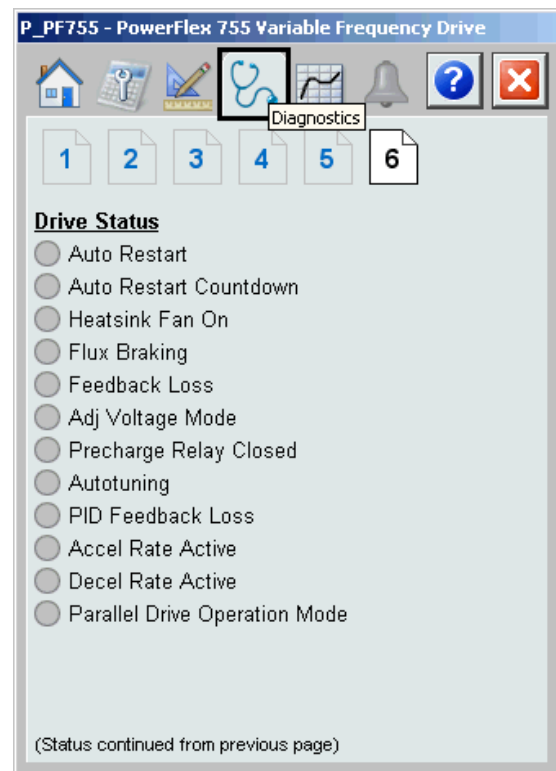 P_PF755 - PowerFlex 755 Variable Frequency Drive
?
Diagnostics
1 2 3 4 5 6
Drive Status
Auto Restart
Auto Restart Countdown
Heatsink Fan On
Flux Braking
Feedback Loss
Adj Voltage Mode
Precharge Relay Closed
Autotuning
PID Feedback Loss
Accel Rate Active
Decel Rate Active
Parallel Drive Operation Mode
(Status continued from previous page)